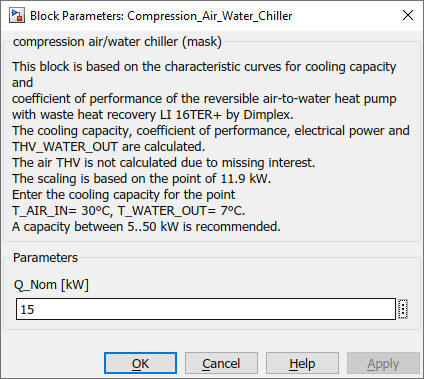 Block Parameters: Compression_Air_Water_Chiller
compression air/water chiller (mask)
This block is based on the characteristic curves for cooling capacity
and
coefficient of performance of the reversible air-to-water heat pump
with waste heat recovery LI 16TER+ by Dimplex.
The cooling capacity, coefficient of performance, electrical power and
THV_WATER_OUT are calculated.
The air THV is not calculated due to missing interest.
The scaling is based on the point of 11.9 kW.
Enter the cooling capacity for the point
T_AIR_IN= 30°C, T_WATER_OUT= 7°C.
A capacity between 5..50 kW is recommended.
Parameters
Q_Nom [kW]
15
OK Cancel Help Apply